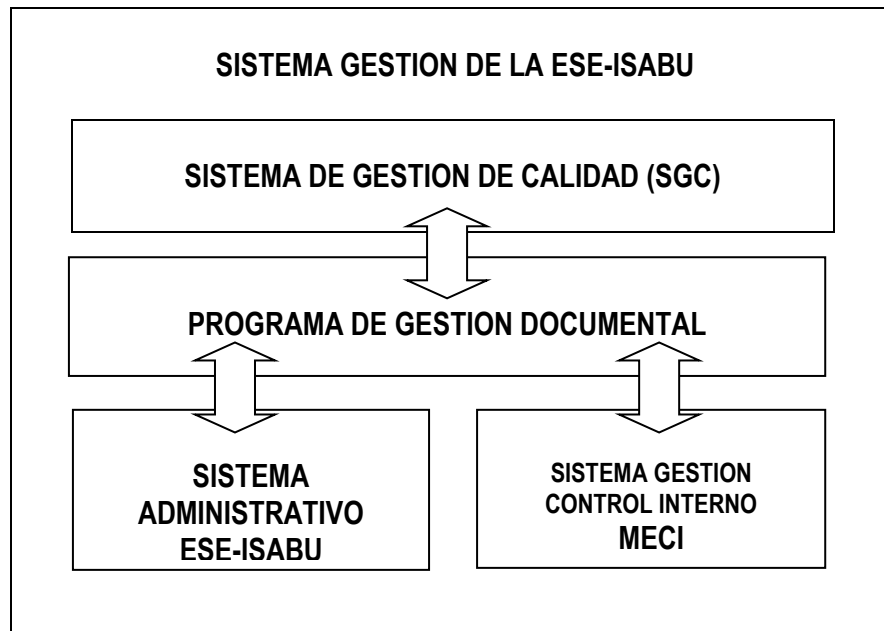 SISTEMA GESTION DE LA ESE-ISABU
SISTEMA DE GESTION DE CALIDAD (SGC)
PROGRAMA DE GESTION DOCUMENTAL
SISTEMA
ADMINISTRATIVO
ESE-ISABU
SISTEMA GESTION
CONTROL INTERNO
MECI